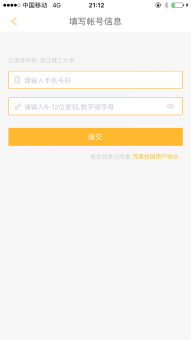 中国移动 4G 21:12
填写帐号信息
已选择学校: 浙江理工大学
请输入手机号码
请输入6-12位密码,数字或字母
提交
提交则表示同意 完美校园用户协议